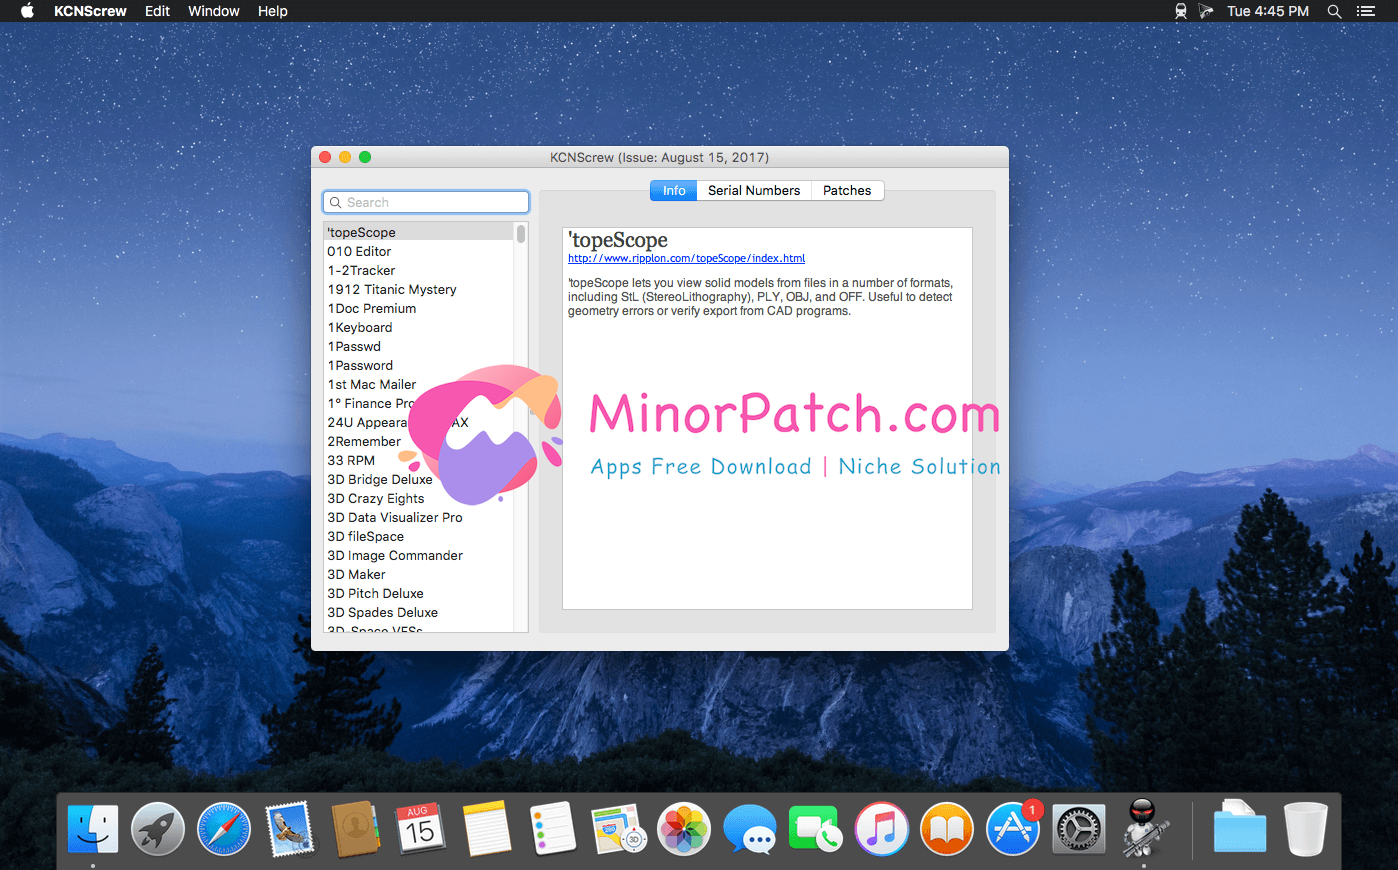 KCNScrew Edit Window Help Tue 4:45 PM
KCNScrew (Issue: August 15, 2017)
Info Serial Numbers Patches
Search
'topeScope
010 Editor
1-2Tracker
1912 Titanic Mystery
1Doc Premium
1Keyboard
1Passwd
1Password
1st Mac Mailer
1º Finance Pro
24U Appeara AX
2Remember
33 RPM
3D Bridge Deluxe
3D Crazy Eights
3D Data Visualizer Pro
3D fileSpace
3D Image Commander
3D Maker
3D Pitch Deluxe
3D Spades Deluxe
3D-Space VFSs
'topeScope
http://www.ripplon.com/topeScope/index.html
'topeScope lets you view solid models from files in a number of formats,
including StL (StereoLithography), PLY, OBJ, and OFF. Useful to detect
geometry errors or verify export from CAD programs.
MinorPatch.com
Apps Free Download | Niche Solution
AUG
15
280
3D
1